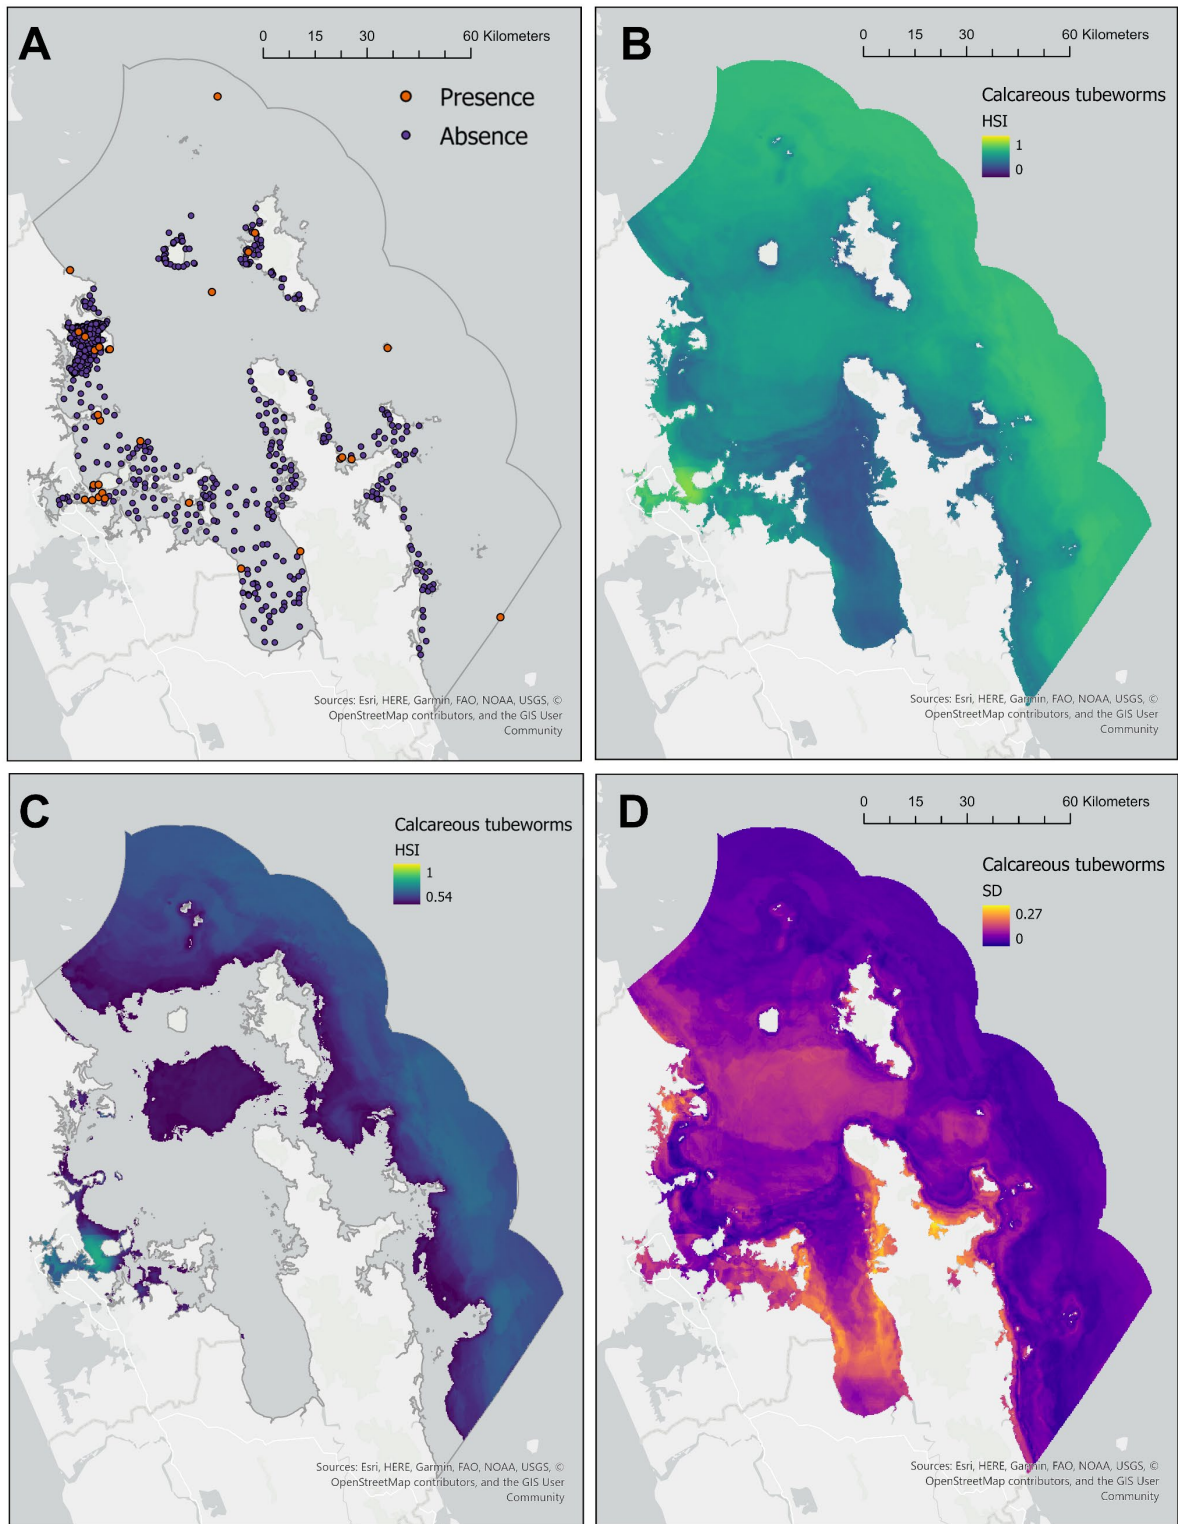 A
0 15 30 60 Kilometers
Presence
Absence
Sources: Esri, HERE, Garmin, FAO, NOAA, USGS, ©
OpenStreetMap contributors, and the GIS User
Community
B
0 15 30 60 Kilometers
Calcareous tubeworms
HSI
1
0
Sources: Esri, HERE, Garmin, FAO, NOAA, USGS, ©
OpenStreetMap contributors, and the GIS User
Community
C
Calcareous tubeworms
HSI
1
0.54
Sources: Esri, HERE, Garmin, FAO, NOAA, USGS, ©
OpenStreetMap contributors, and the GIS User
Community
D
0 15 30 60 Kilometers
Calcareous tubeworms
SD
0.27
0
Sources: Esri, HERE, Garmin, FAO, NOAA, USGS, ©
OpenStreetMap contributors, and the GIS User
Community